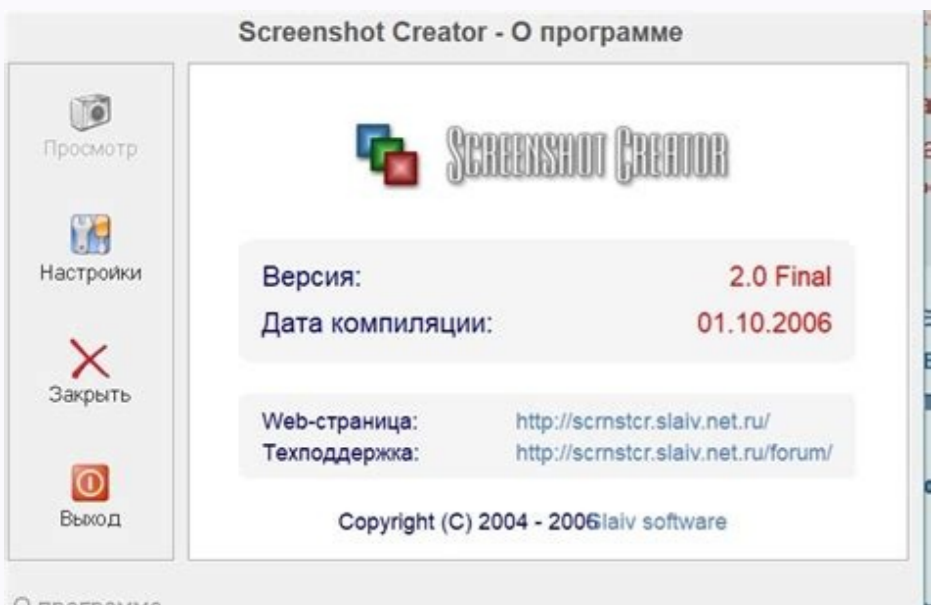 Screenshot Creator - О программе
Просмотр
Настройки
Закрыть
Выход
SCREENSHOT CREATOR
Версия: 2.0 Final
Дата компиляции: 01.10.2006
Web-страница: http://scrnstcr.slaiv.net.ru/
Техподдержка: http://scrnstcr.slaiv.net.ru/forum/
Copyright (C) 2004 - 2006 Slaiv software
О программе